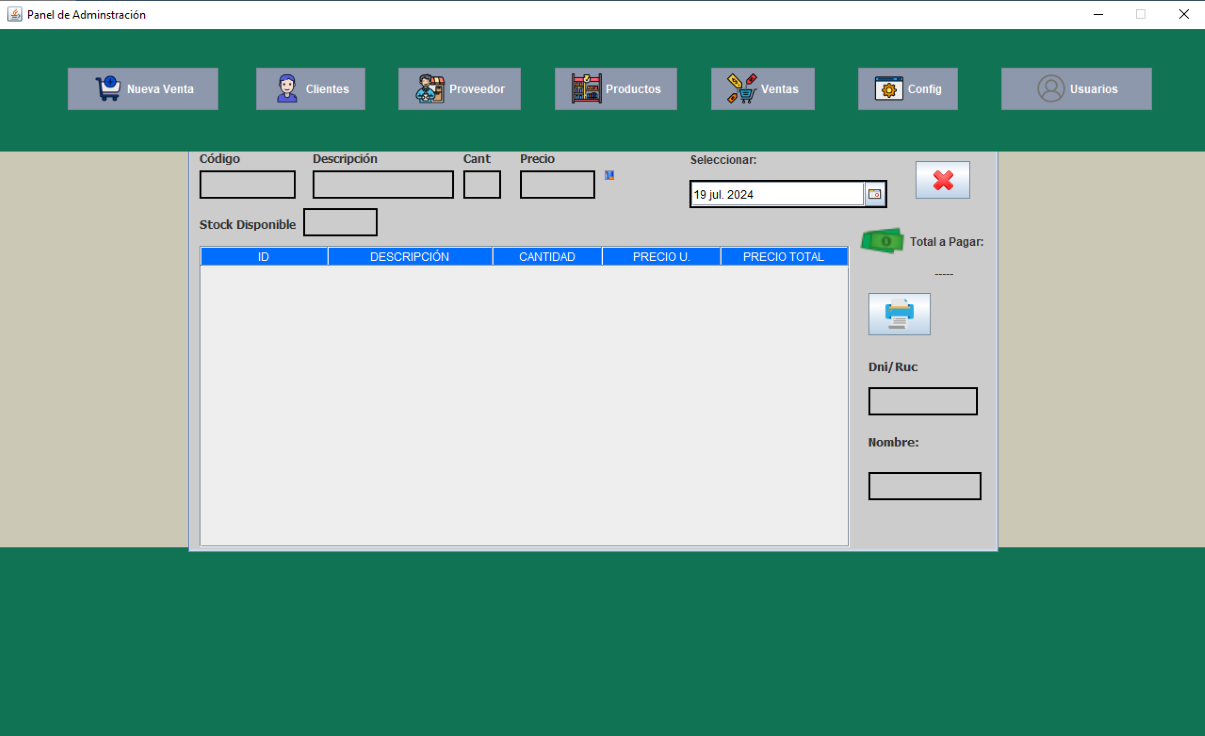 Panel de Adminstración
Nueva Venta Clientes Proveedor Productos Ventas Config Usuarios
Código Descripción Cant Precio Seleccionar:
19 jul. 2024
Stock Disponible
Total a Pagar:
ID DESCRIPCIÓN CANTIDAD PRECIO U. PRECIO TOTAL
-----
Dni/Ruc
Nombre: